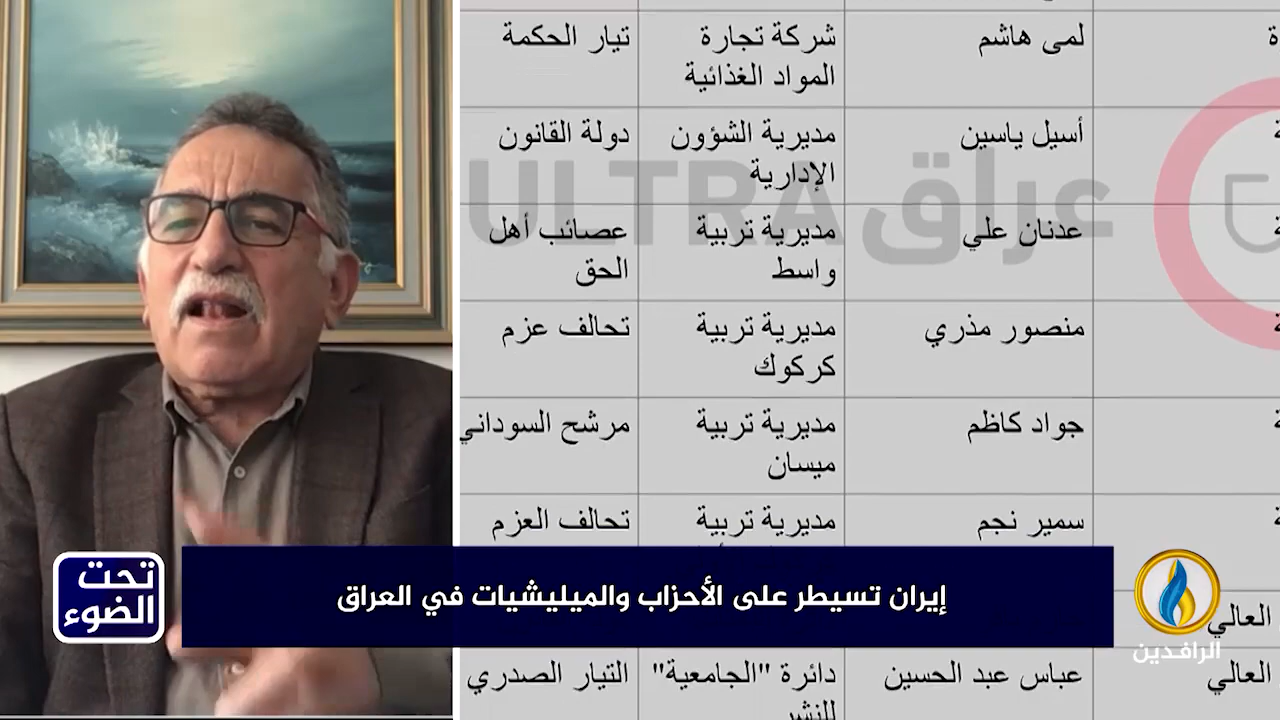 لمى هاشم شركة تجارة تيار الحكمة
المواد الغذائية
أسيل ياسين مديرية الشؤون دولة القانون
الإدارية
ULTRA عراق
عدنان علي مديرية تربية عصائب أهل
واسط الحق
منصور مذري مديرية تربية تحالف عزم
كركوك
جواد كاظم مديرية تربية مرشح السوداني
ميسان
سمير نجم مديرية تربية تحالف العزم
إيران تسيطر على الأحزاب والميليشيات في العراق
تحت
الضوء
الرافدين
العالي
العالي عباس عبد الحسين دائرة "الجامعية" التيار الصدري
للنشر